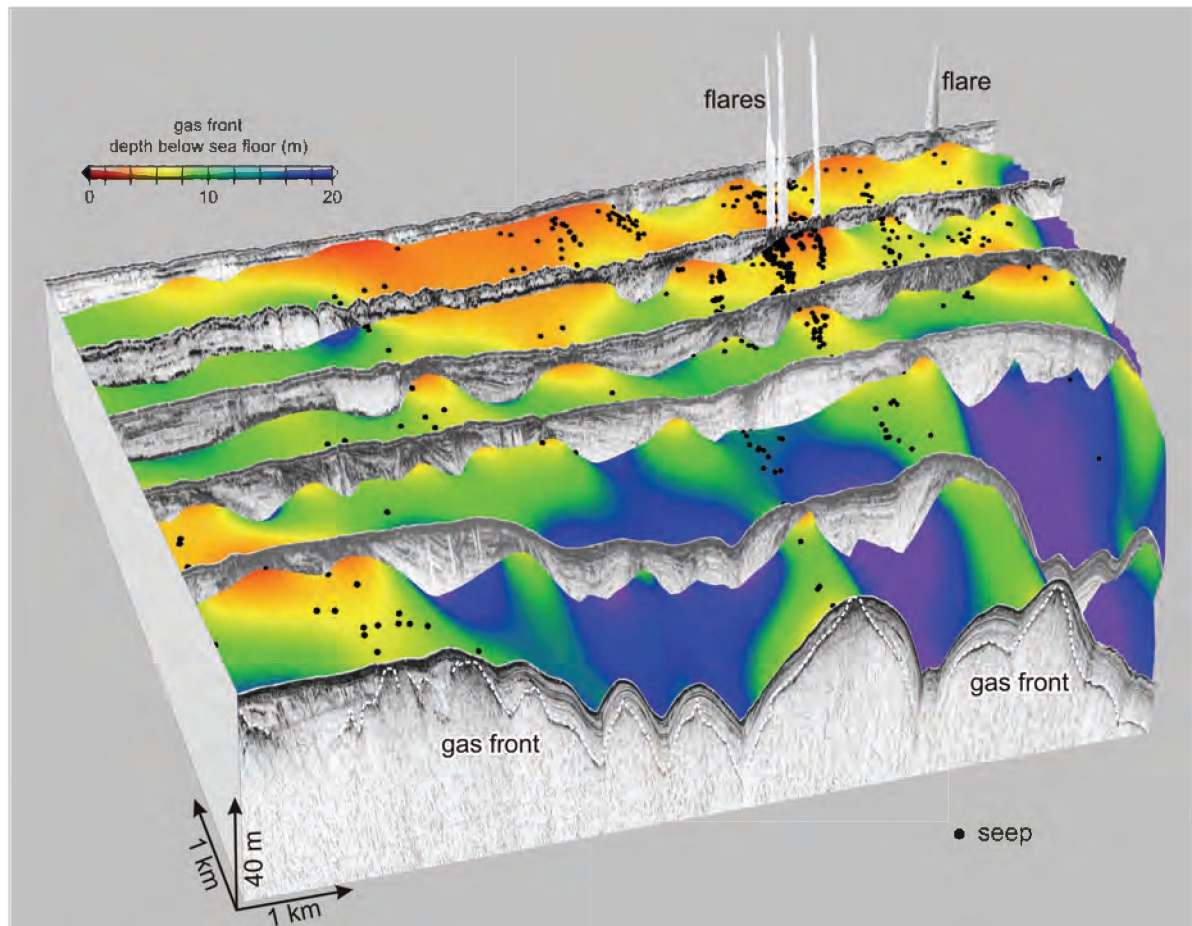 flares
flare
gas front
depth below sea floor (m)
0 10 20
gas front
gas front
40 m
1 km
1 km
seep